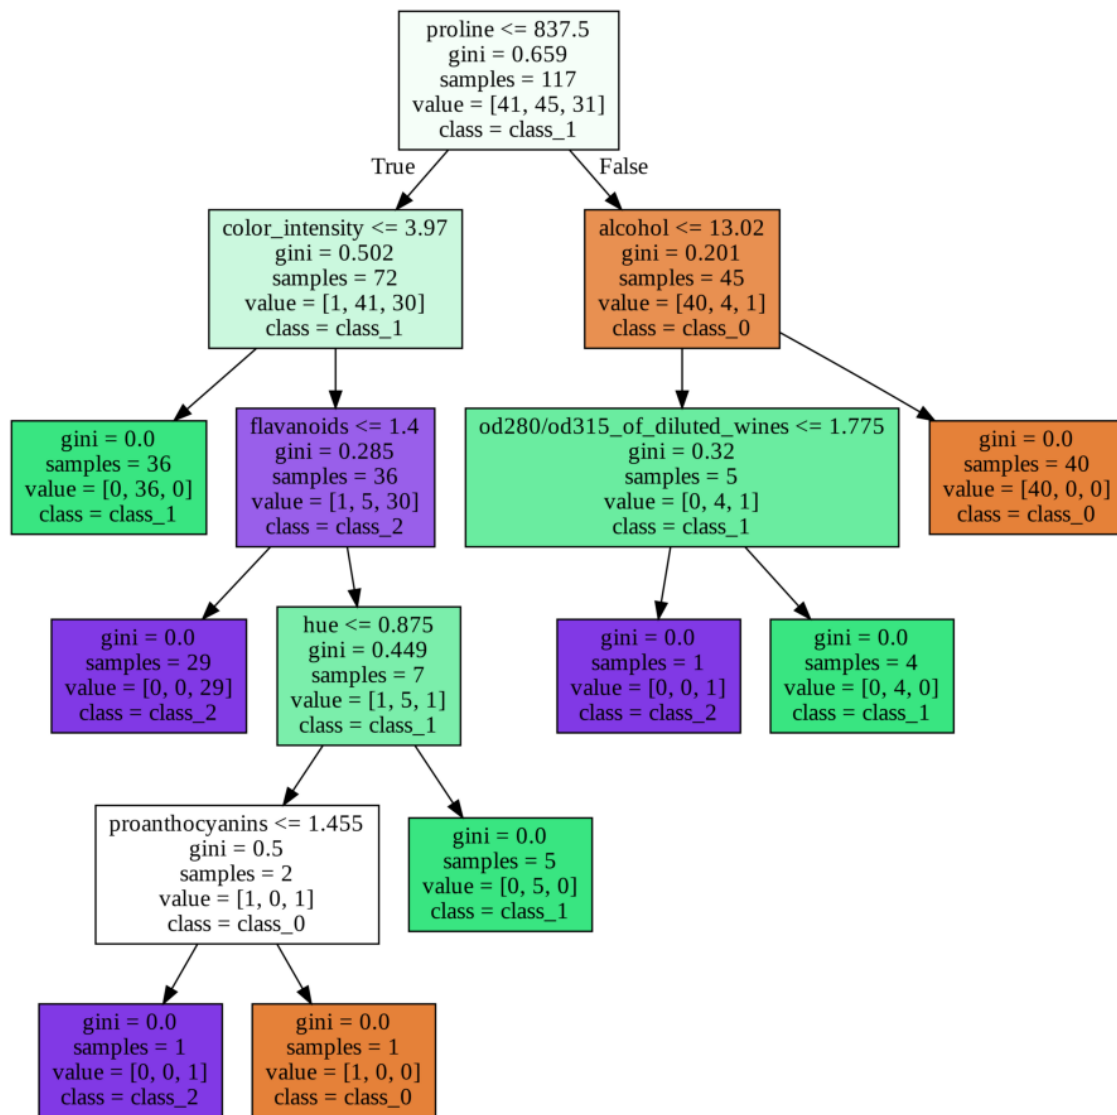 proline <= 837.5
gini = 0.659
samples = 117
value = [41, 45, 31]
class = class_1
True
False
color_intensity <= 3.97
gini = 0.502
samples = 72
value = [1, 41, 30]
class = class_1
alcohol <= 13.02
gini = 0.201
samples = 45
value = [40, 4, 1]
class = class_0
gini = 0.0
samples = 36
value = [0, 36, 0]
class = class_1
flavanoids <= 1.4
gini = 0.285
samples = 36
value = [1, 5, 30]
class = class_2
od280/od315_of_diluted_wines <= 1.775
gini = 0.32
samples = 5
value = [0, 4, 1]
class = class_1
gini = 0.0
samples = 40
value = [40, 0, 0]
class = class_0
gini = 0.0
samples = 29
value = [0, 0, 29]
class = class_2
hue <= 0.875
gini = 0.449
samples = 7
value = [1, 5, 1]
class = class_1
gini = 0.0
samples = 1
value = [0, 0, 1]
class = class_2
gini = 0.0
samples = 4
value = [0, 4, 0]
class = class_1
proanthocyanins <= 1.455
gini = 0.5
samples = 2
value = [1, 0, 1]
class = class_0
gini = 0.0
samples = 5
value = [0, 5, 0]
class = class_1
gini = 0.0
samples = 1
value = [0, 0, 1]
class = class_2
gini = 0.0
samples = 1
value = [1, 0, 0]
class = class_0